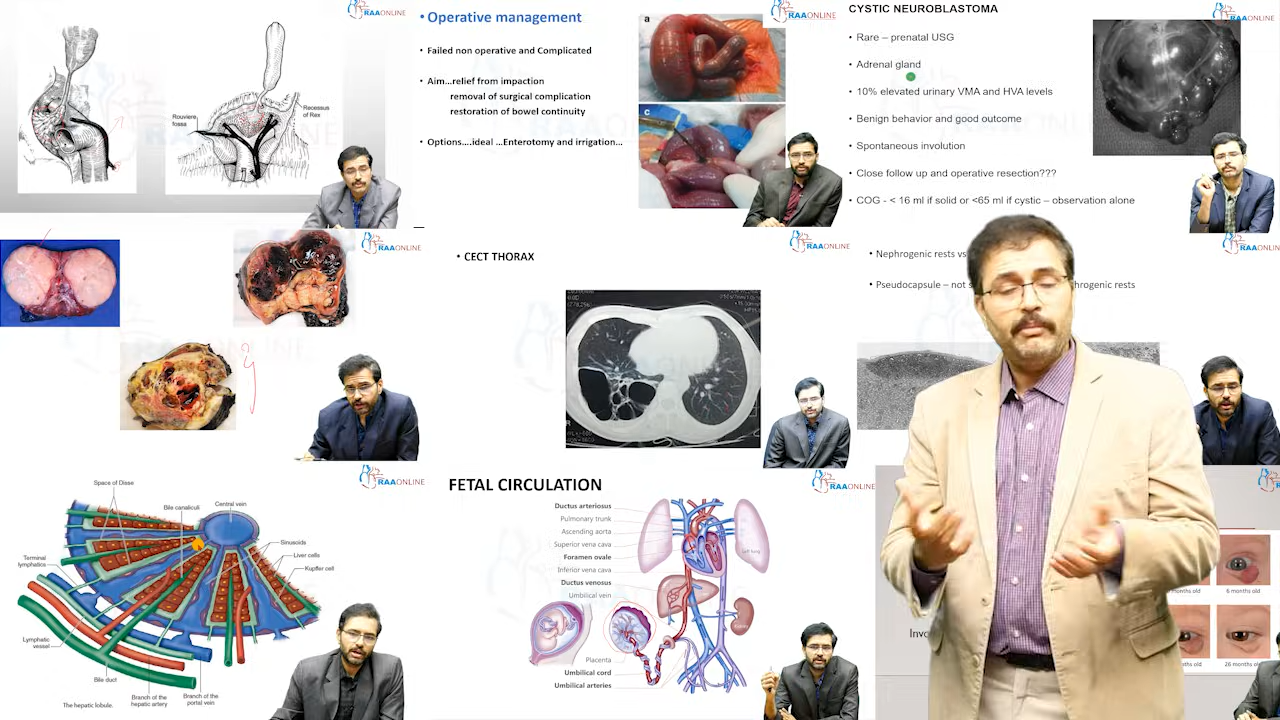 RAAONLINE
Rouviere
fossa
Recessus
of Rex
• Operative management
• Failed non operative and Complicated
• Aim...relief from impaction
removal of surgical complication
restoration of bowel continuity
• Options....ideal ...Enterotomy and irrigation...
a
c
RAAONLINE
CYSTIC NEUROBLASTOMA
• Rare – prenatal USG
• Adrenal gland
• 10% elevated urinary VMA and HVA levels
• Benign behavior and good outcome
• Spontaneous involution
• Close follow up and operative resection???
• COG - < 16 ml if solid or <65 ml if cystic – observation alone
RAAONLINE
RAAONLINE
• CECT THORAX
RAAONLINE
• Nephrogenic rests vs
• Pseudocapsule – not
rests
RAAONLINE
Space of Disse
Bile canaliculi
Central vein
Sinusoids
Liver cells
Kupffer cell
Terminal
lymphatics
Lymphatic
vessel
Bile duct
Branch of the
hepatic artery
Branch of the
portal vein
The hepatic lobule.
RAAONLINE
FETAL CIRCULATION
Ductus arteriosus
Pulmonary trunk
Ascending aorta
Superior vena cava
Foramen ovale
Inferior vena cava
Ductus venosus
Umbilical vein
Placenta
Umbilical cord
Umbilical arteries
Left lung
RAAONLINE
months old
6 months old
26 months old